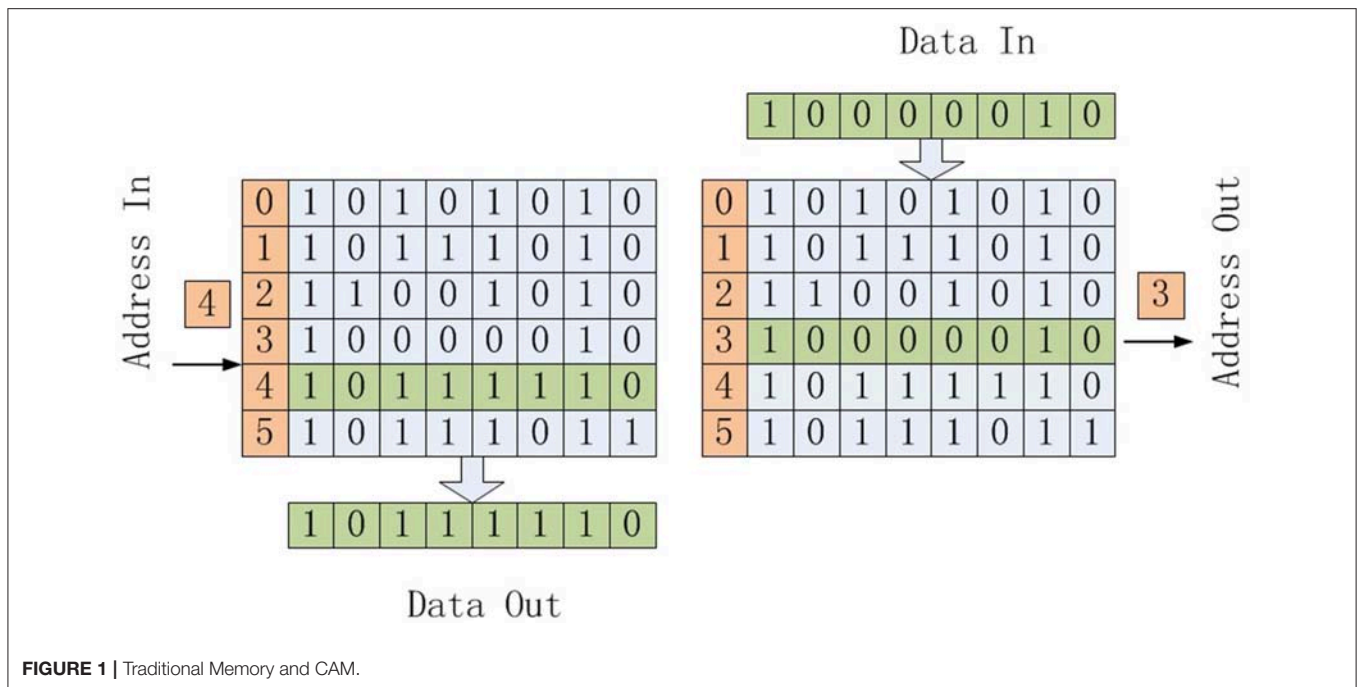 Data In
1 0 0 0 0 0 1 0
Address In
4
0 1 0 1 0 1 0 1 0
1 1 0 1 1 1 0 1 0
2 1 1 0 0 1 0 1 0
3 1 0 0 0 0 0 1 0
4 1 0 1 1 1 1 1 0
5 1 0 1 1 1 0 1 1
1 0 1 1 1 1 1 0
Data Out
0 1 0 1 0 1 0 1 0
1 1 0 1 1 1 0 1 0
2 1 1 0 0 1 0 1 0
3 1 0 0 0 0 0 1 0
4 1 0 1 1 1 1 1 0
5 1 0 1 1 1 0 1 1
3
Address Out
FIGURE 1 | Traditional Memory and CAM.